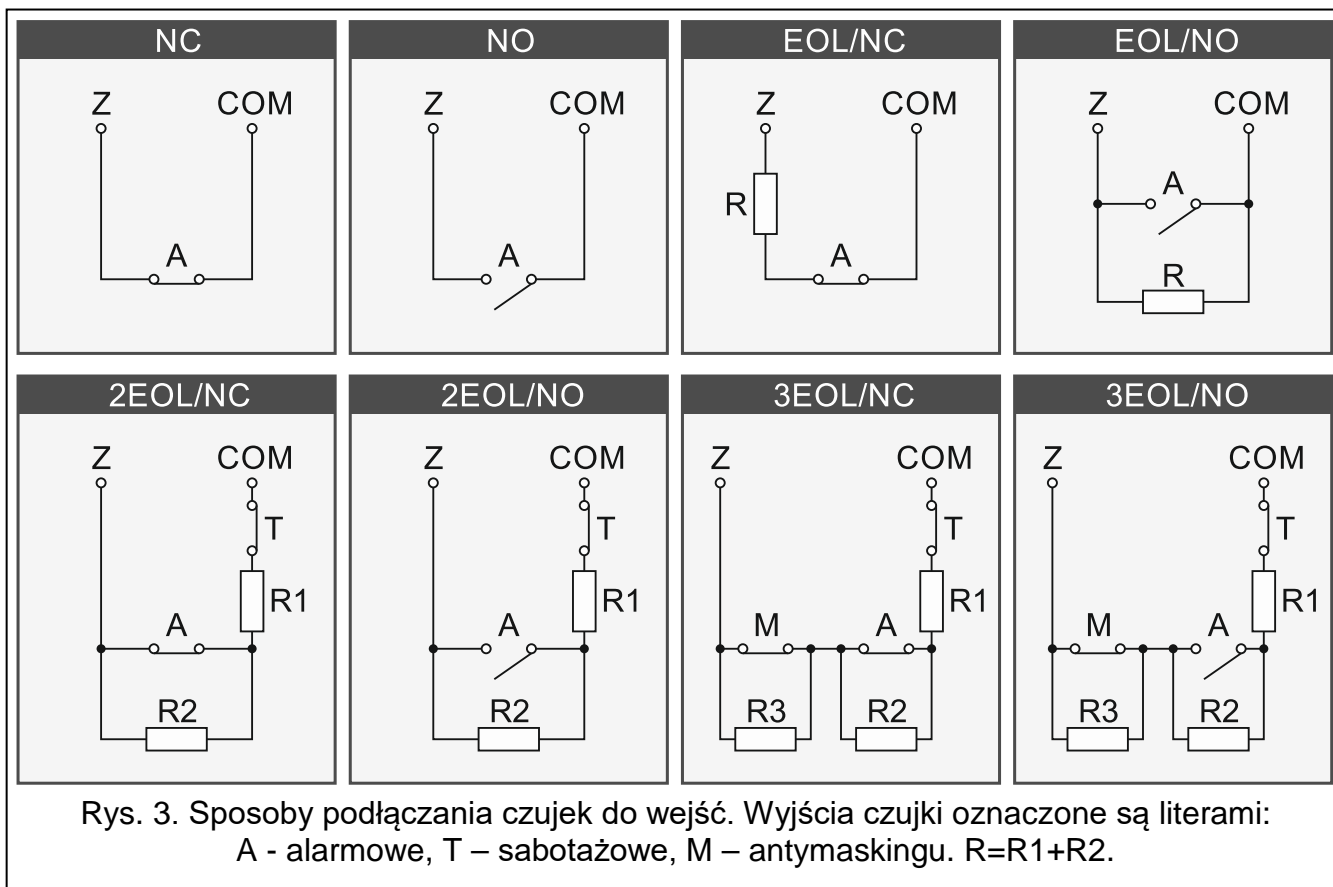 NC
Z COM
A
NO
Z COM
A
EOL/NC
Z COM
R
A
EOL/NO
Z COM
A
R
2EOL/NC
Z COM
T
R1
A
R2
2EOL/NO
Z COM
T
R1
A
R2
3EOL/NC
Z COM
T
R1
M A
R3 R2
3EOL/NO
Z COM
T
R1
M A
R3 R2
Rys. 3. Sposoby podłączania czujek do wejść. Wyjścia czujki oznaczone są literami:
A - alarmowe, T – sabotażowe, M – antymaskingu. R=R1+R2.